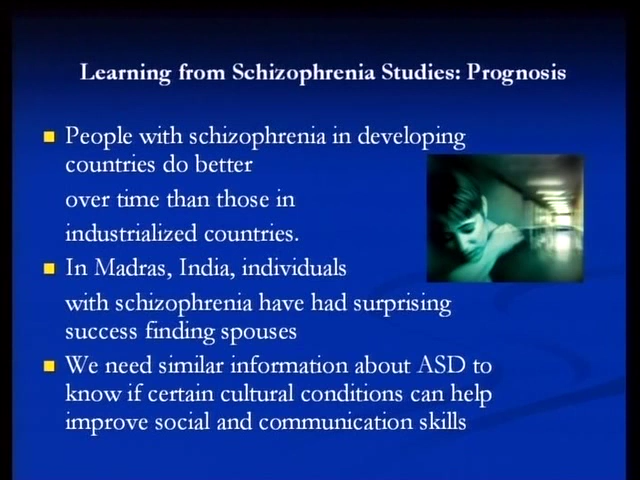 Learning from Schizophrenia Studies: Prognosis
People with schizophrenia in developing
countries do better
over time than those in
industrialized countries.
In Madras, India, individuals
with schizophrenia have had surprising
success finding spouses
We need similar information about ASD to
know if certain cultural conditions can help
improve social and communication skills